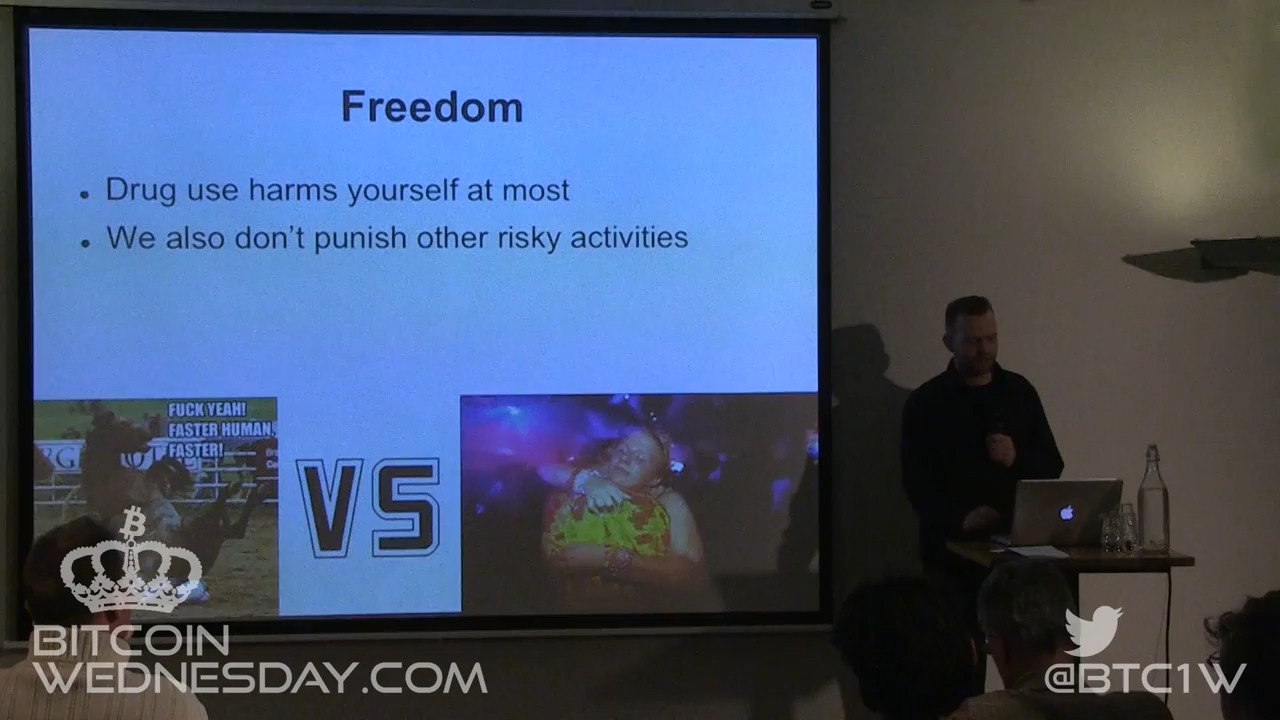 Freedom
• Drug use harms yourself at most
• We also don't punish other risky activities
FUCK YEAH!
FASTER HUMAN,
FASTER!
VS
BITCOIN
WEDNESDAY.COM
@BTC1W